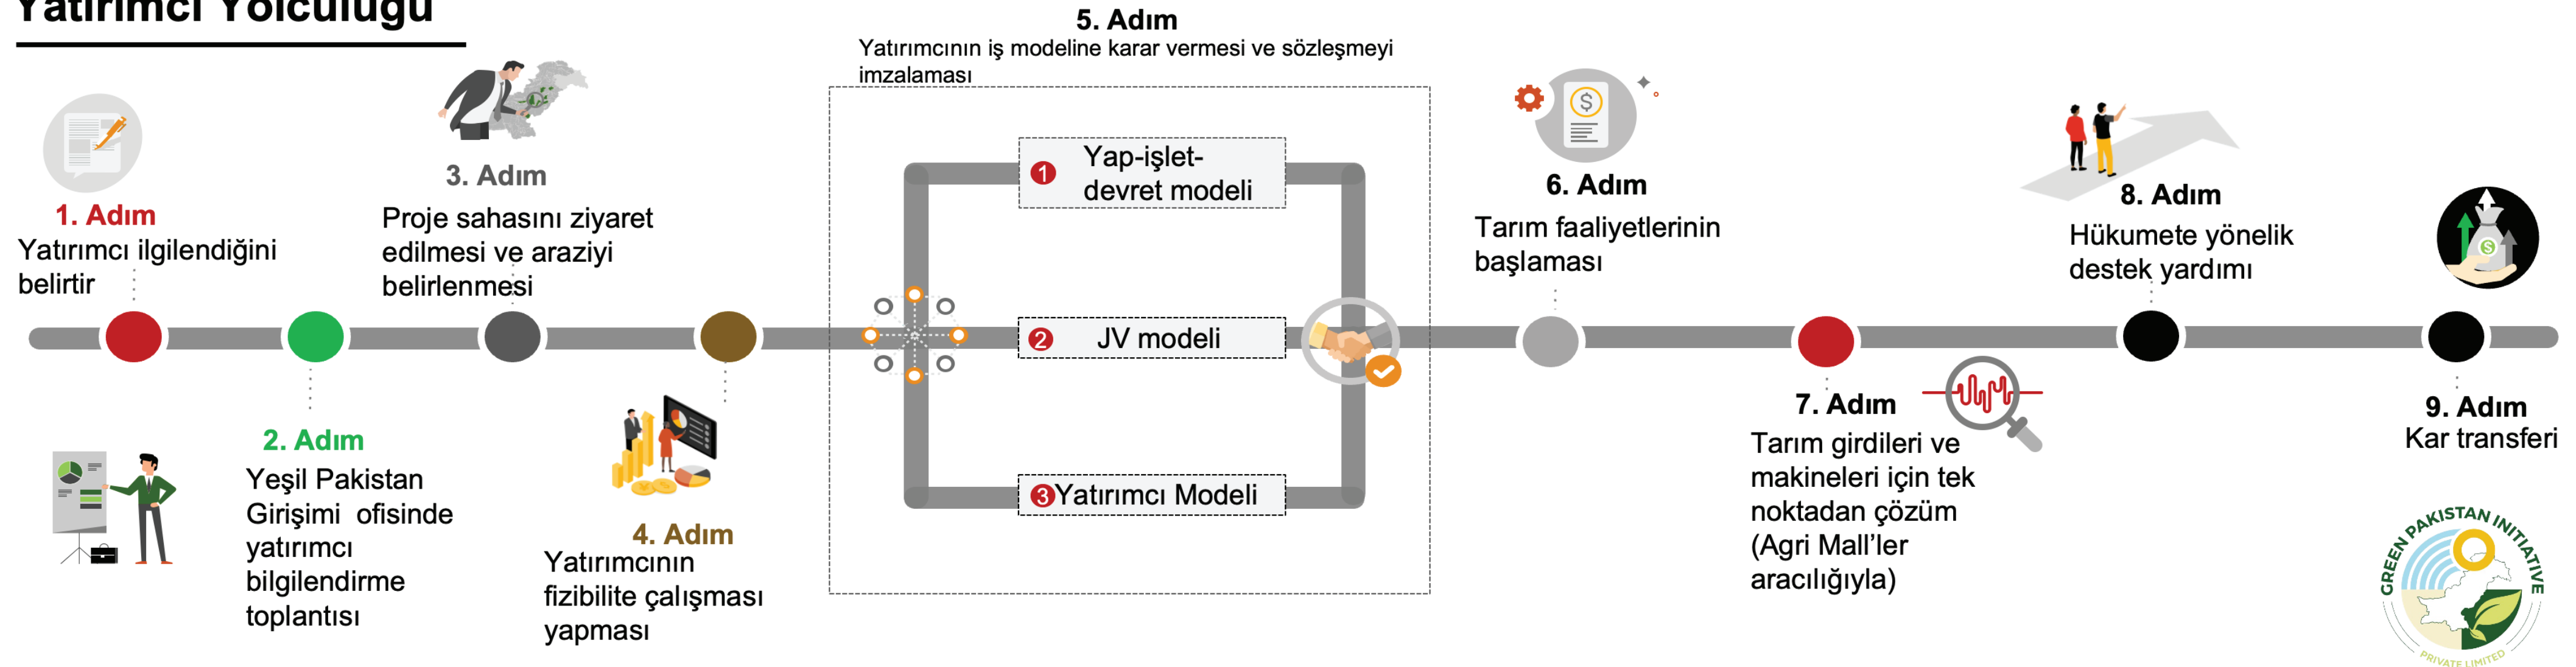 Yatırımcı Yolculuğu
1. Adım
Yatırımcı ilgilendiğini
belirtir
2. Adım
Yeşil Pakistan
Girişimi ofisinde
yatırımcı
bilgilendirme
toplantısı
3. Adım
Proje sahasını ziyaret
edilmesi ve araziyi
belirlenmesi
4. Adım
Yatırımcının
fizibilite çalışması
yapması
5. Adım
Yatırımcının iş modeline karar vermesi ve sözleşmeyi
imzalaması
1 Yap-işlet-
devret modeli
2 JV modeli
3 Yatırımcı Modeli
6. Adım
Tarım faaliyetlerinin
başlaması
7. Adım
Tarım girdileri ve
makineleri için tek
noktadan çözüm
(Agri Mall’ler
aracılığıyla)
8. Adım
Hükumete yönelik
destek yardımı
9. Adım
Kar transferi
GREEN PAKISTAN INITIATIVE
PRIVATE LIMITED